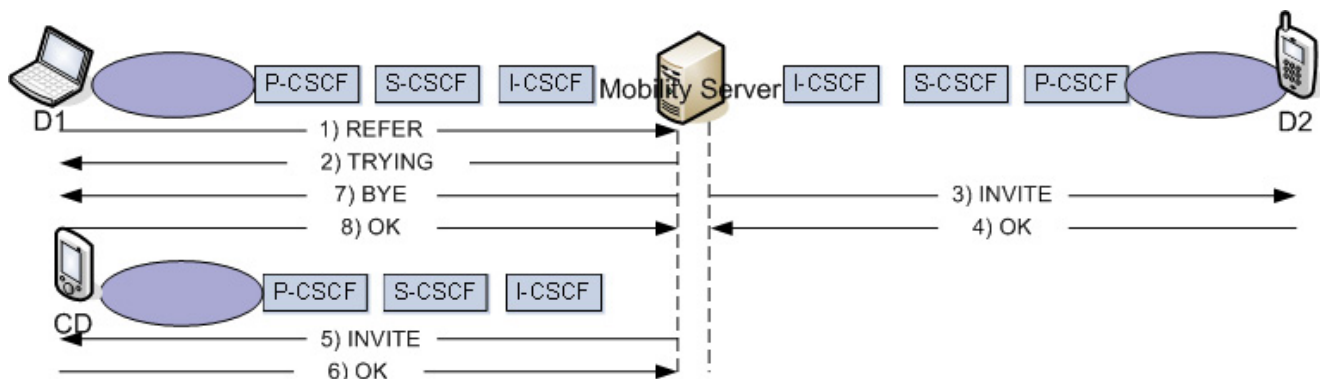 P-CSCF S-CSCF I-CSCF Mobility Server I-CSCF S-CSCF P-CSCF
D1 D2
1) REFER
2) TRYING
7) BYE 3) INVITE
8) OK 4) OK
P-CSCF S-CSCF I-CSCF
CD
5) INVITE
6) OK